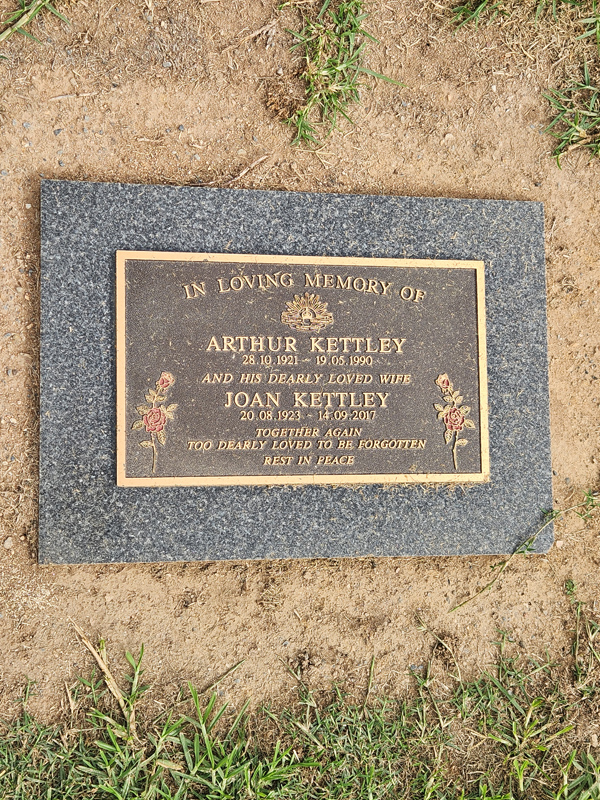 IN LOVING MEMORY OF
ARTHUR KETTLEY
28.10.1921 - 19.05.1990
AND HIS DEARLY LOVED WIFE
JOAN KETTLEY
20.08.1923 - 14.09.2017
TOGETHER AGAIN
TOO DEARLY LOVED TO BE FORGOTTEN
REST IN PEACE